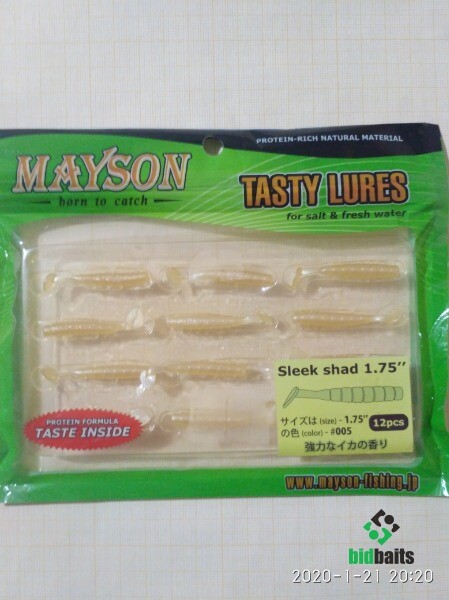 PROTEIN-RICH NATURAL MATERIAL
MAYSON
born to catch
TASTY LURES
for salt & fresh water
Sleek shad 1.75"
サイズは (size) - 1.75"
の色 (color) - #005
12pcs
強力なイカの香り
PROTEIN FORMULA
TASTE INSIDE
www.mayson-fishing.jp
bidbaits
2020-1-21 20:20